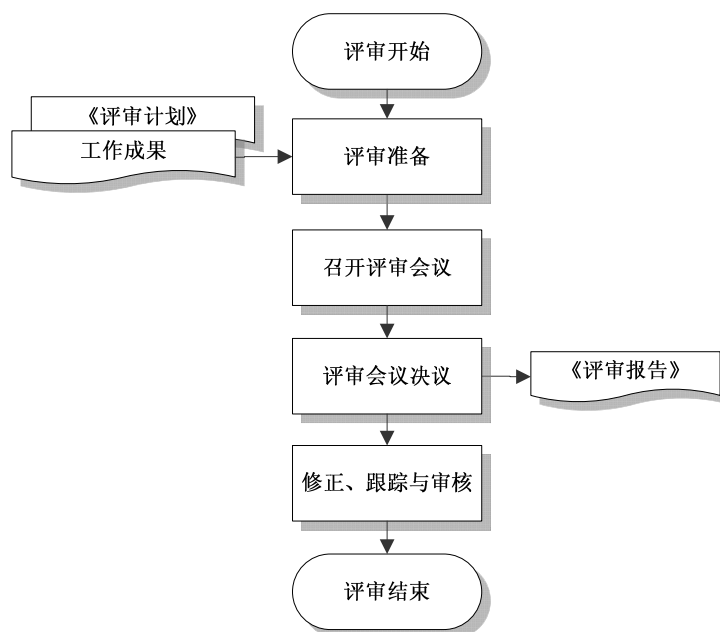 评审开始
《评审计划》
工作成果
评审准备
召开评审会议
评审会议决议
《评审报告》
修正、跟踪与审核
评审结束